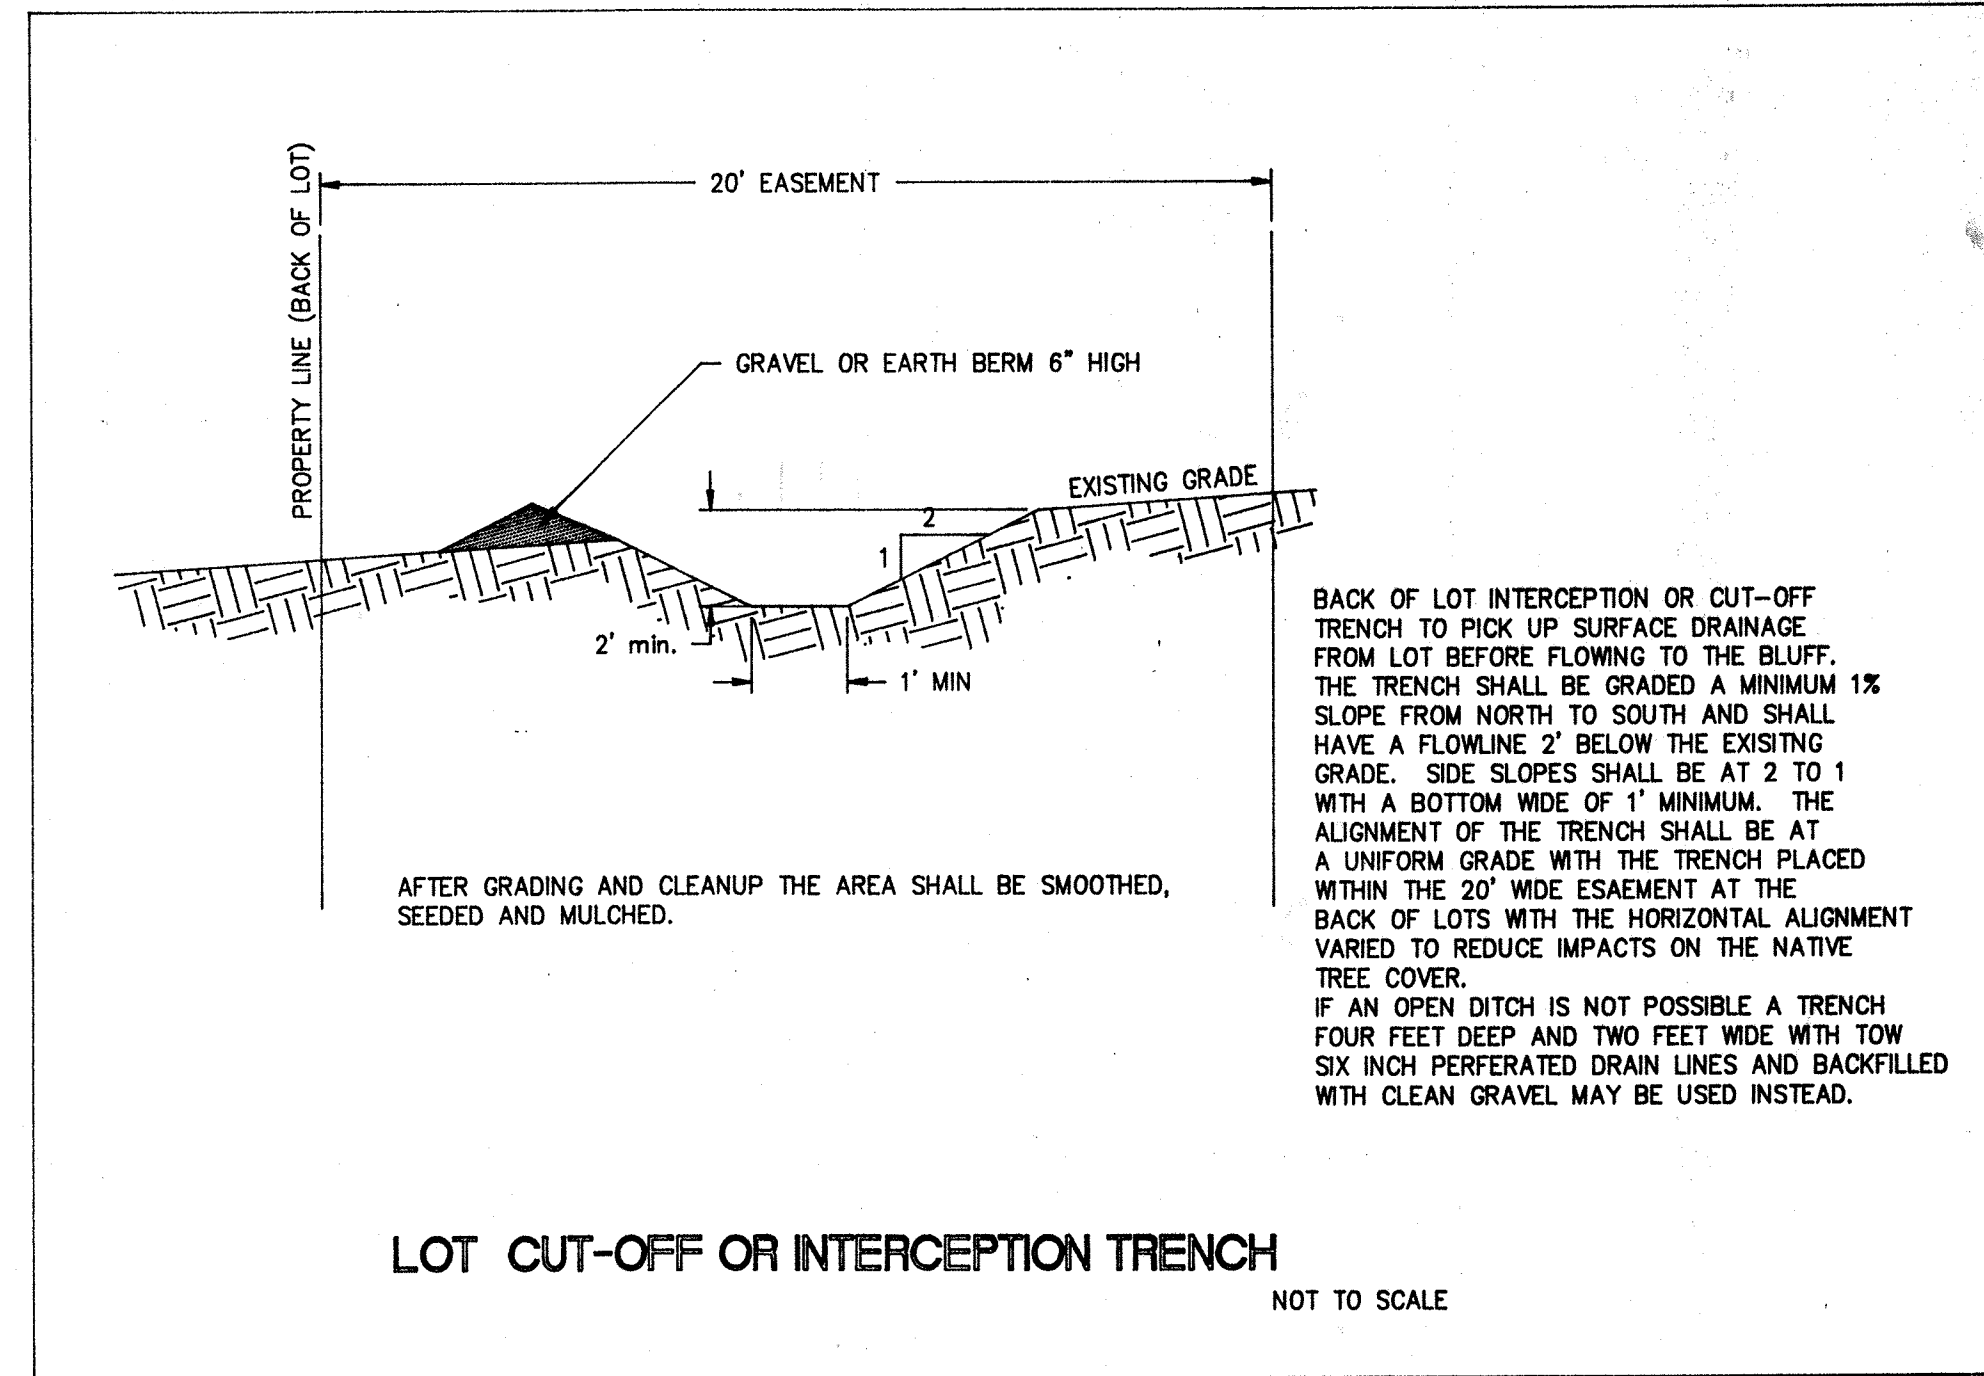 PROPERTY LINE (BACK OF LOT)
20' EASEMENT
GRAVEL OR EARTH BERM 6" HIGH
EXISTING GRADE
2
1
2' min.
1' MIN
BACK OF LOT INTERCEPTION OR CUT-OFF
TRENCH TO PICK UP SURFACE DRAINAGE
FROM LOT BEFORE FLOWING TO THE BLUFF.
THE TRENCH SHALL BE GRADED A MINIMUM 1%
SLOPE FROM NORTH TO SOUTH AND SHALL
HAVE A FLOWLINE 2' BELOW THE EXISITNG
GRADE. SIDE SLOPES SHALL BE AT 2 TO 1
WITH A BOTTOM WIDE OF 1' MINIMUM. THE
ALIGNMENT OF THE TRENCH SHALL BE AT
A UNIFORM GRADE WITH THE TRENCH PLACED
WITHIN THE 20' WIDE ESAEMENT AT THE
BACK OF LOTS WITH THE HORIZONTAL ALIGNMENT
VARIED TO REDUCE IMPACTS ON THE NATIVE
TREE COVER.
IF AN OPEN DITCH IS NOT POSSIBLE A TRENCH
FOUR FEET DEEP AND TWO FEET WIDE WITH TOW
SIX INCH PERFERATED DRAIN LINES AND BACKFILLED
WITH CLEAN GRAVEL MAY BE USED INSTEAD.
AFTER GRADING AND CLEANUP THE AREA SHALL BE SMOOTHED,
SEEDED AND MULCHED.
LOT CUT-OFF OR INTERCEPTION TRENCH
NOT TO SCALE